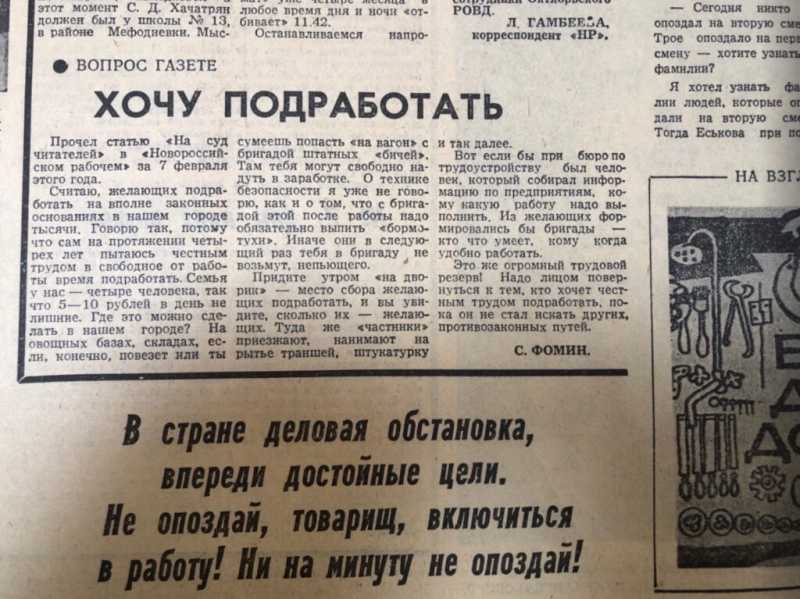 этот момент С. Д. Хачатрян
должен был у школы № 13,
в районе Мефодиевки. Мыс-
любое время дня и ночи «от-
бивает» 11.42.
Останавливаемся напро-
РОВД.
Л. ГАМБЕЕВА,
корреспондент «НР».
— Сегодня никто
опоздал на вторую сме
Трое опоздало на пер
смену — хотите узнат
фамилии?
Я хотел узнать фа
лии людей, которые оп
дали на вторую сме
Тогда Еськова при по
● ВОПРОС ГАЗЕТЕ
ХОЧУ ПОДРАБОТАТЬ
Прочел статью «На суд
читателей» в «Новороссий-
ском рабочем» за 7 февраля
этого года.
Считаю, желающих подра-
ботать на вполне законных
основаниях в нашем городе
тысячи. Говорю так, потому
что сам на протяжении четы-
рех лет пытаюсь честным
трудом в свободное от рабо-
ты время подработать. Семья
у нас — четыре человека, так
что 5—10 рублей в день не
лишние. Где это можно сде-
лать в нашем городе? На
овощных базах, складах, ес-
ли, конечно, повезет или ты
сумеешь попасть «на вагон» с
бригадой штатных «бичей».
Там тебя могут свободно на-
дуть в заработке. О технике
безопасности я уже не гово-
рю, как и о том, что с брига-
дой этой после работы надо
обязательно выпить «бормо-
тухи». Иначе они в следую-
щий раз тебя в бригаду не
возьмут, непьющего.
Придите утром «на дво-
рик» — место сбора желаю-
щих подработать, и вы уви-
дите, сколько их — желаю-
щих. Туда же «частники»
приезжают, нанимают на
рытье траншей, штукатурку
и так далее.
Вот если бы при бюро по
трудоустройству был чело-
век, который собирал инфор-
мацию по предприятиям, ко-
му какую работу надо вы-
полнить. Из желающих фор-
мировались бы бригады —
кто что умеет, кому когда
удобно работать.
Это же огромный трудовой
резерв! Надо лицом повер-
нуться к тем, кто хочет чест-
ным трудом подработать, по-
ка он не стал искать других,
противозаконных путей.
С. ФОМИН.
НА ВЗГЛ
В стране деловая обстановка,
впереди достойные цели.
Не опоздай, товарищ, включиться
в работу! Ни на минуту не опоздай!